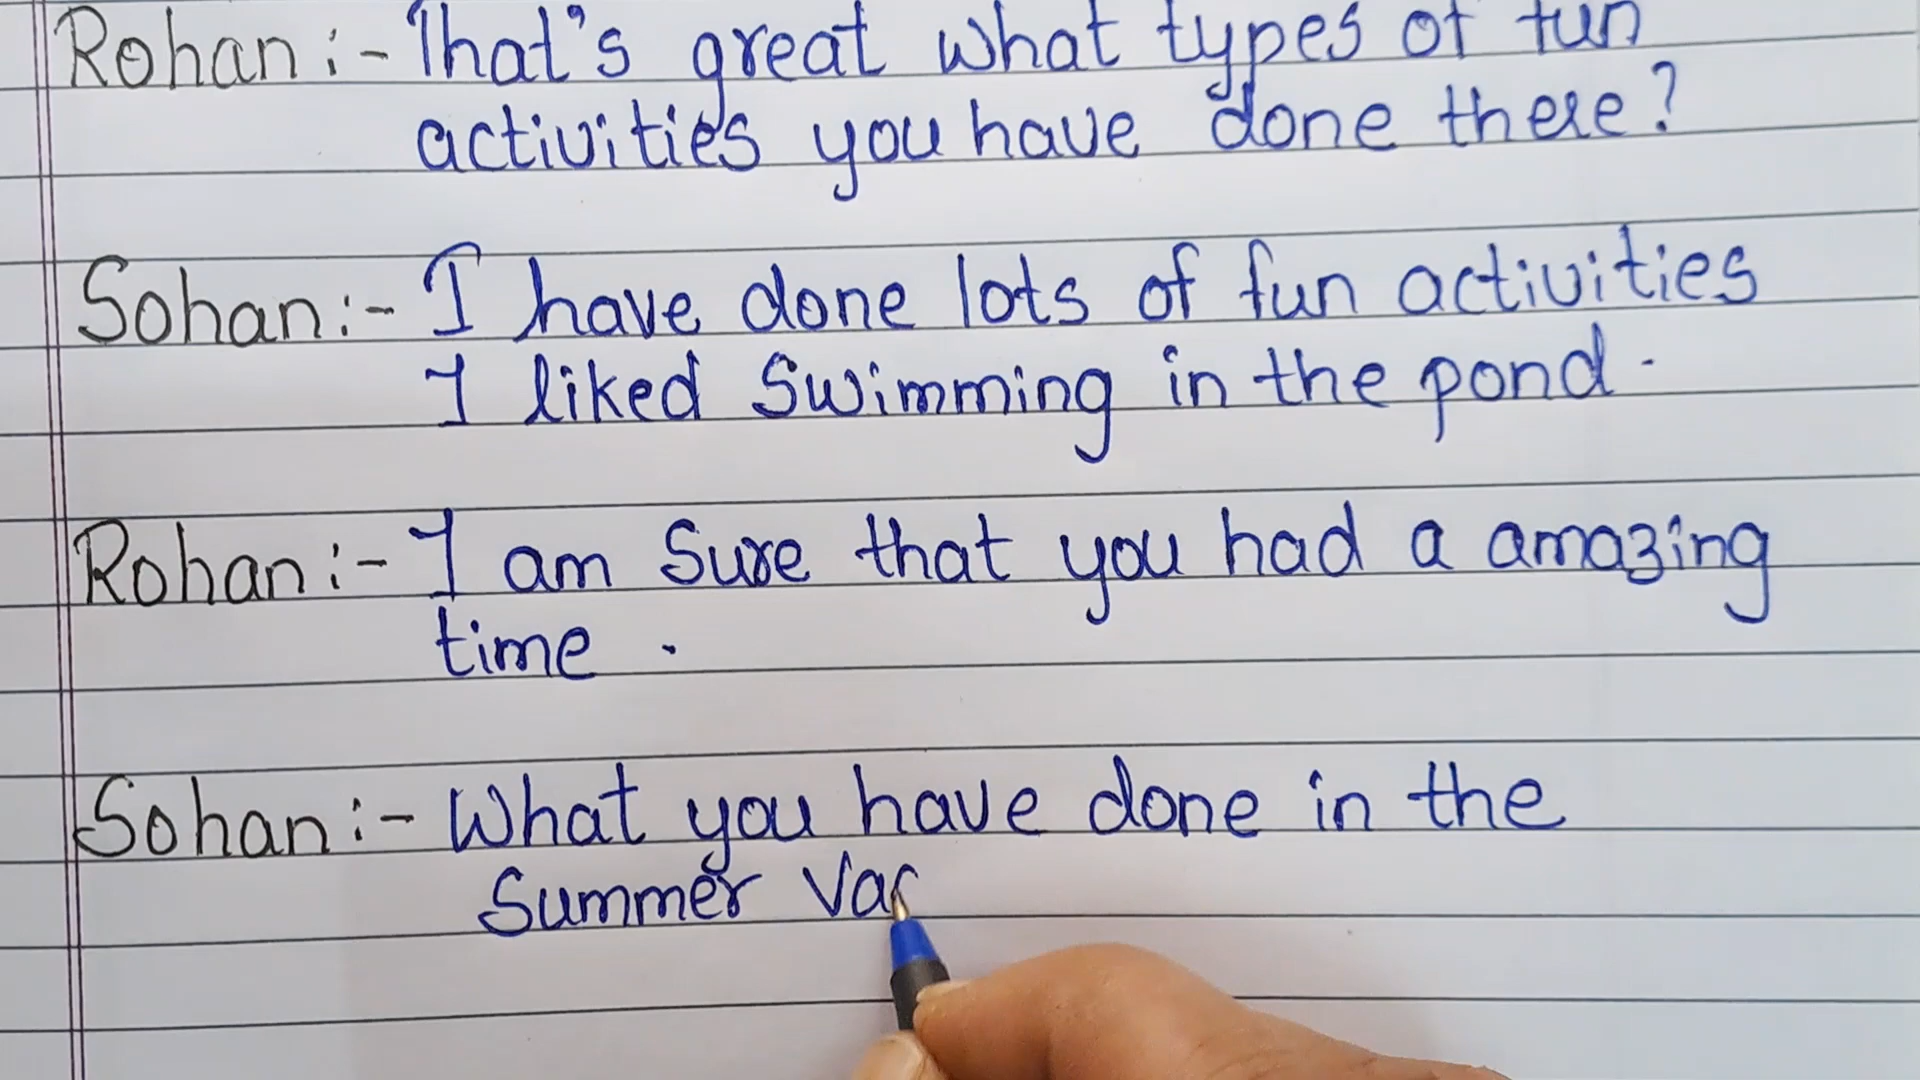 Rohan :- That's great what types of fun
activities you have done there?
Sohan :- I have done lots of fun activities
I liked Swimming in the pond .
Rohan :- I am Sure that you had a amazing
time .
Sohan :- What you have done in the
Summer Vac